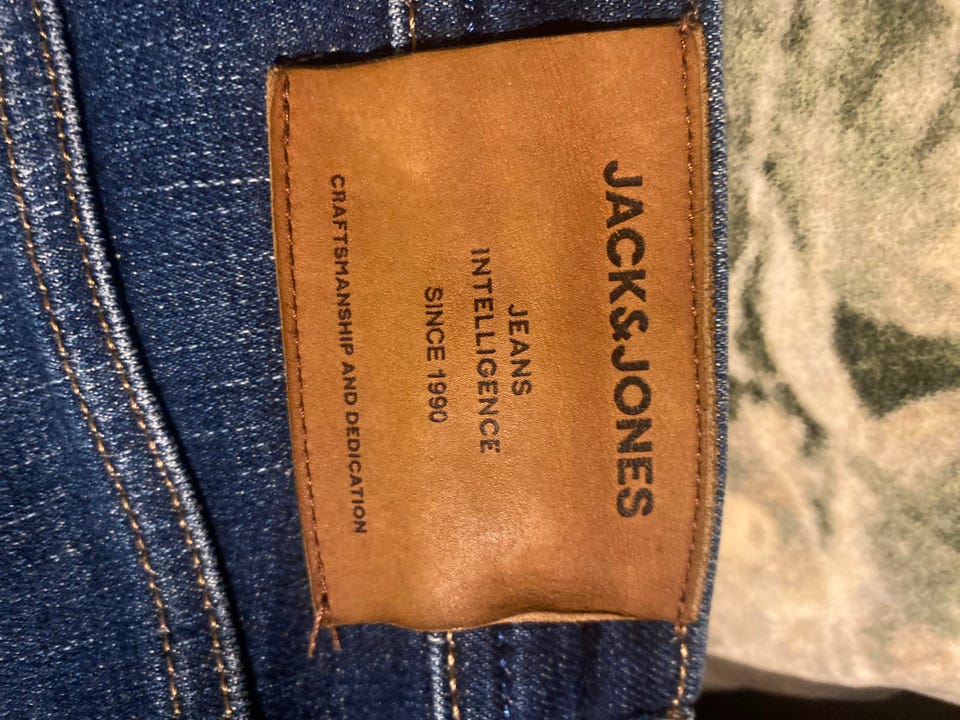 JACK&JONES
JEANS
INTELLIGENCE
SINCE 1990
CRAFTSMANSHIP AND DEDICATION